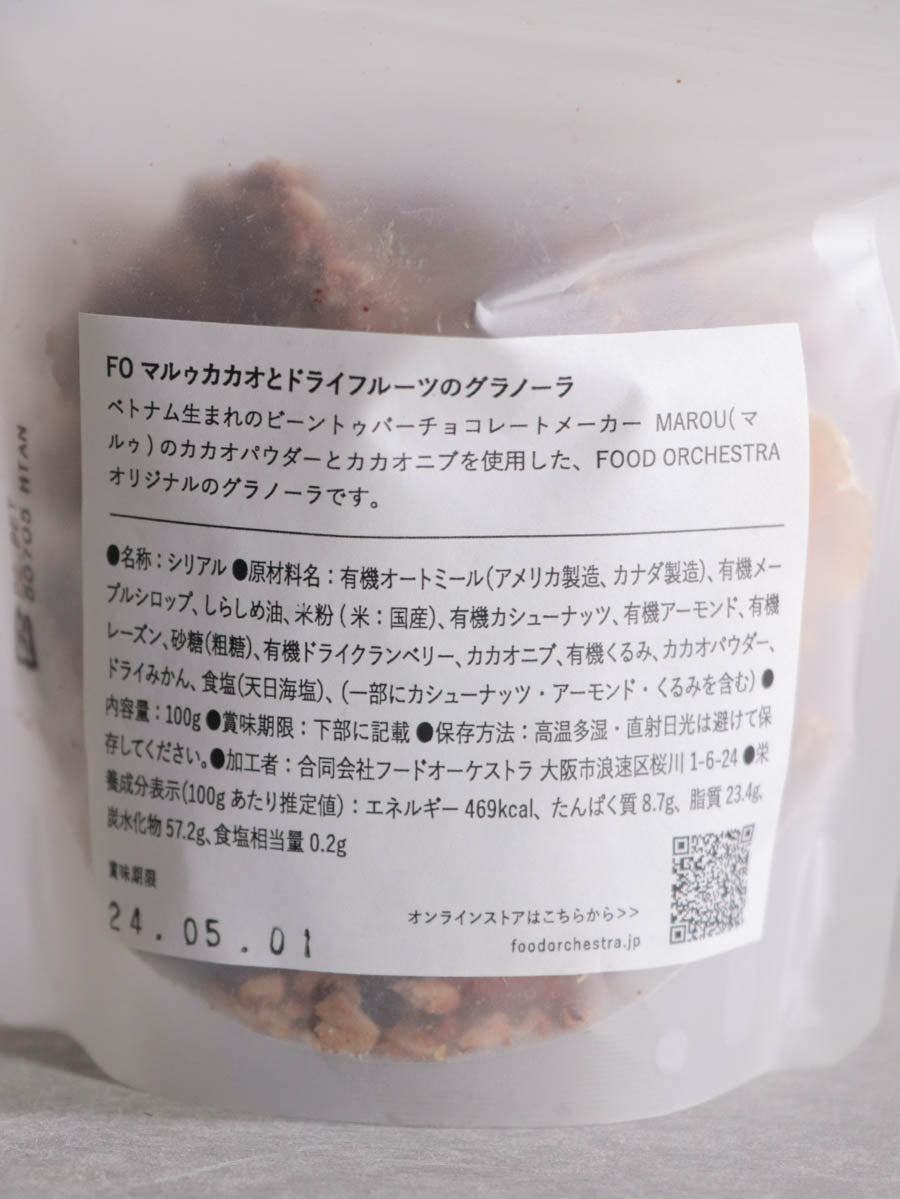 FO マルゥカカオとドライフルーツのグラノーラ
ベトナム生まれのビーントゥバーチョコレートメーカー MAROU(マ
ルゥ)のカカオパウダーとカカオニブを使用した、FOOD ORCHESTRA
オリジナルのグラノーラです。
●名称：シリアル ●原材料名：有機オートミール(アメリカ製造、カナダ製造)、有機メー
プルシロップ、しらしめ油、米粉(米：国産)、有機カシューナッツ、有機アーモンド、有機
レーズン、砂糖(粗糖)、有機ドライクランベリー、カカオニブ、有機くるみ、カカオパウダー、
ドライみかん、食塩(天日海塩)、(一部にカシューナッツ・アーモンド・くるみを含む) ●
内容量：100g ●賞味期限：下部に記載 ●保存方法：高温多湿・直射日光は避けて保
存してください。●加工者：合同会社フードオーケストラ 大阪市浪速区桜川 1-6-24 ●栄
養成分表示(100g あたり推定値)：エネルギー 469kcal、たんぱく質 8.7g、脂質 23.4g、
炭水化物 57.2g、食塩相当量 0.2g
賞味期限
24.05.01
オンラインストアはこちらから>>
foodorchestra.jp